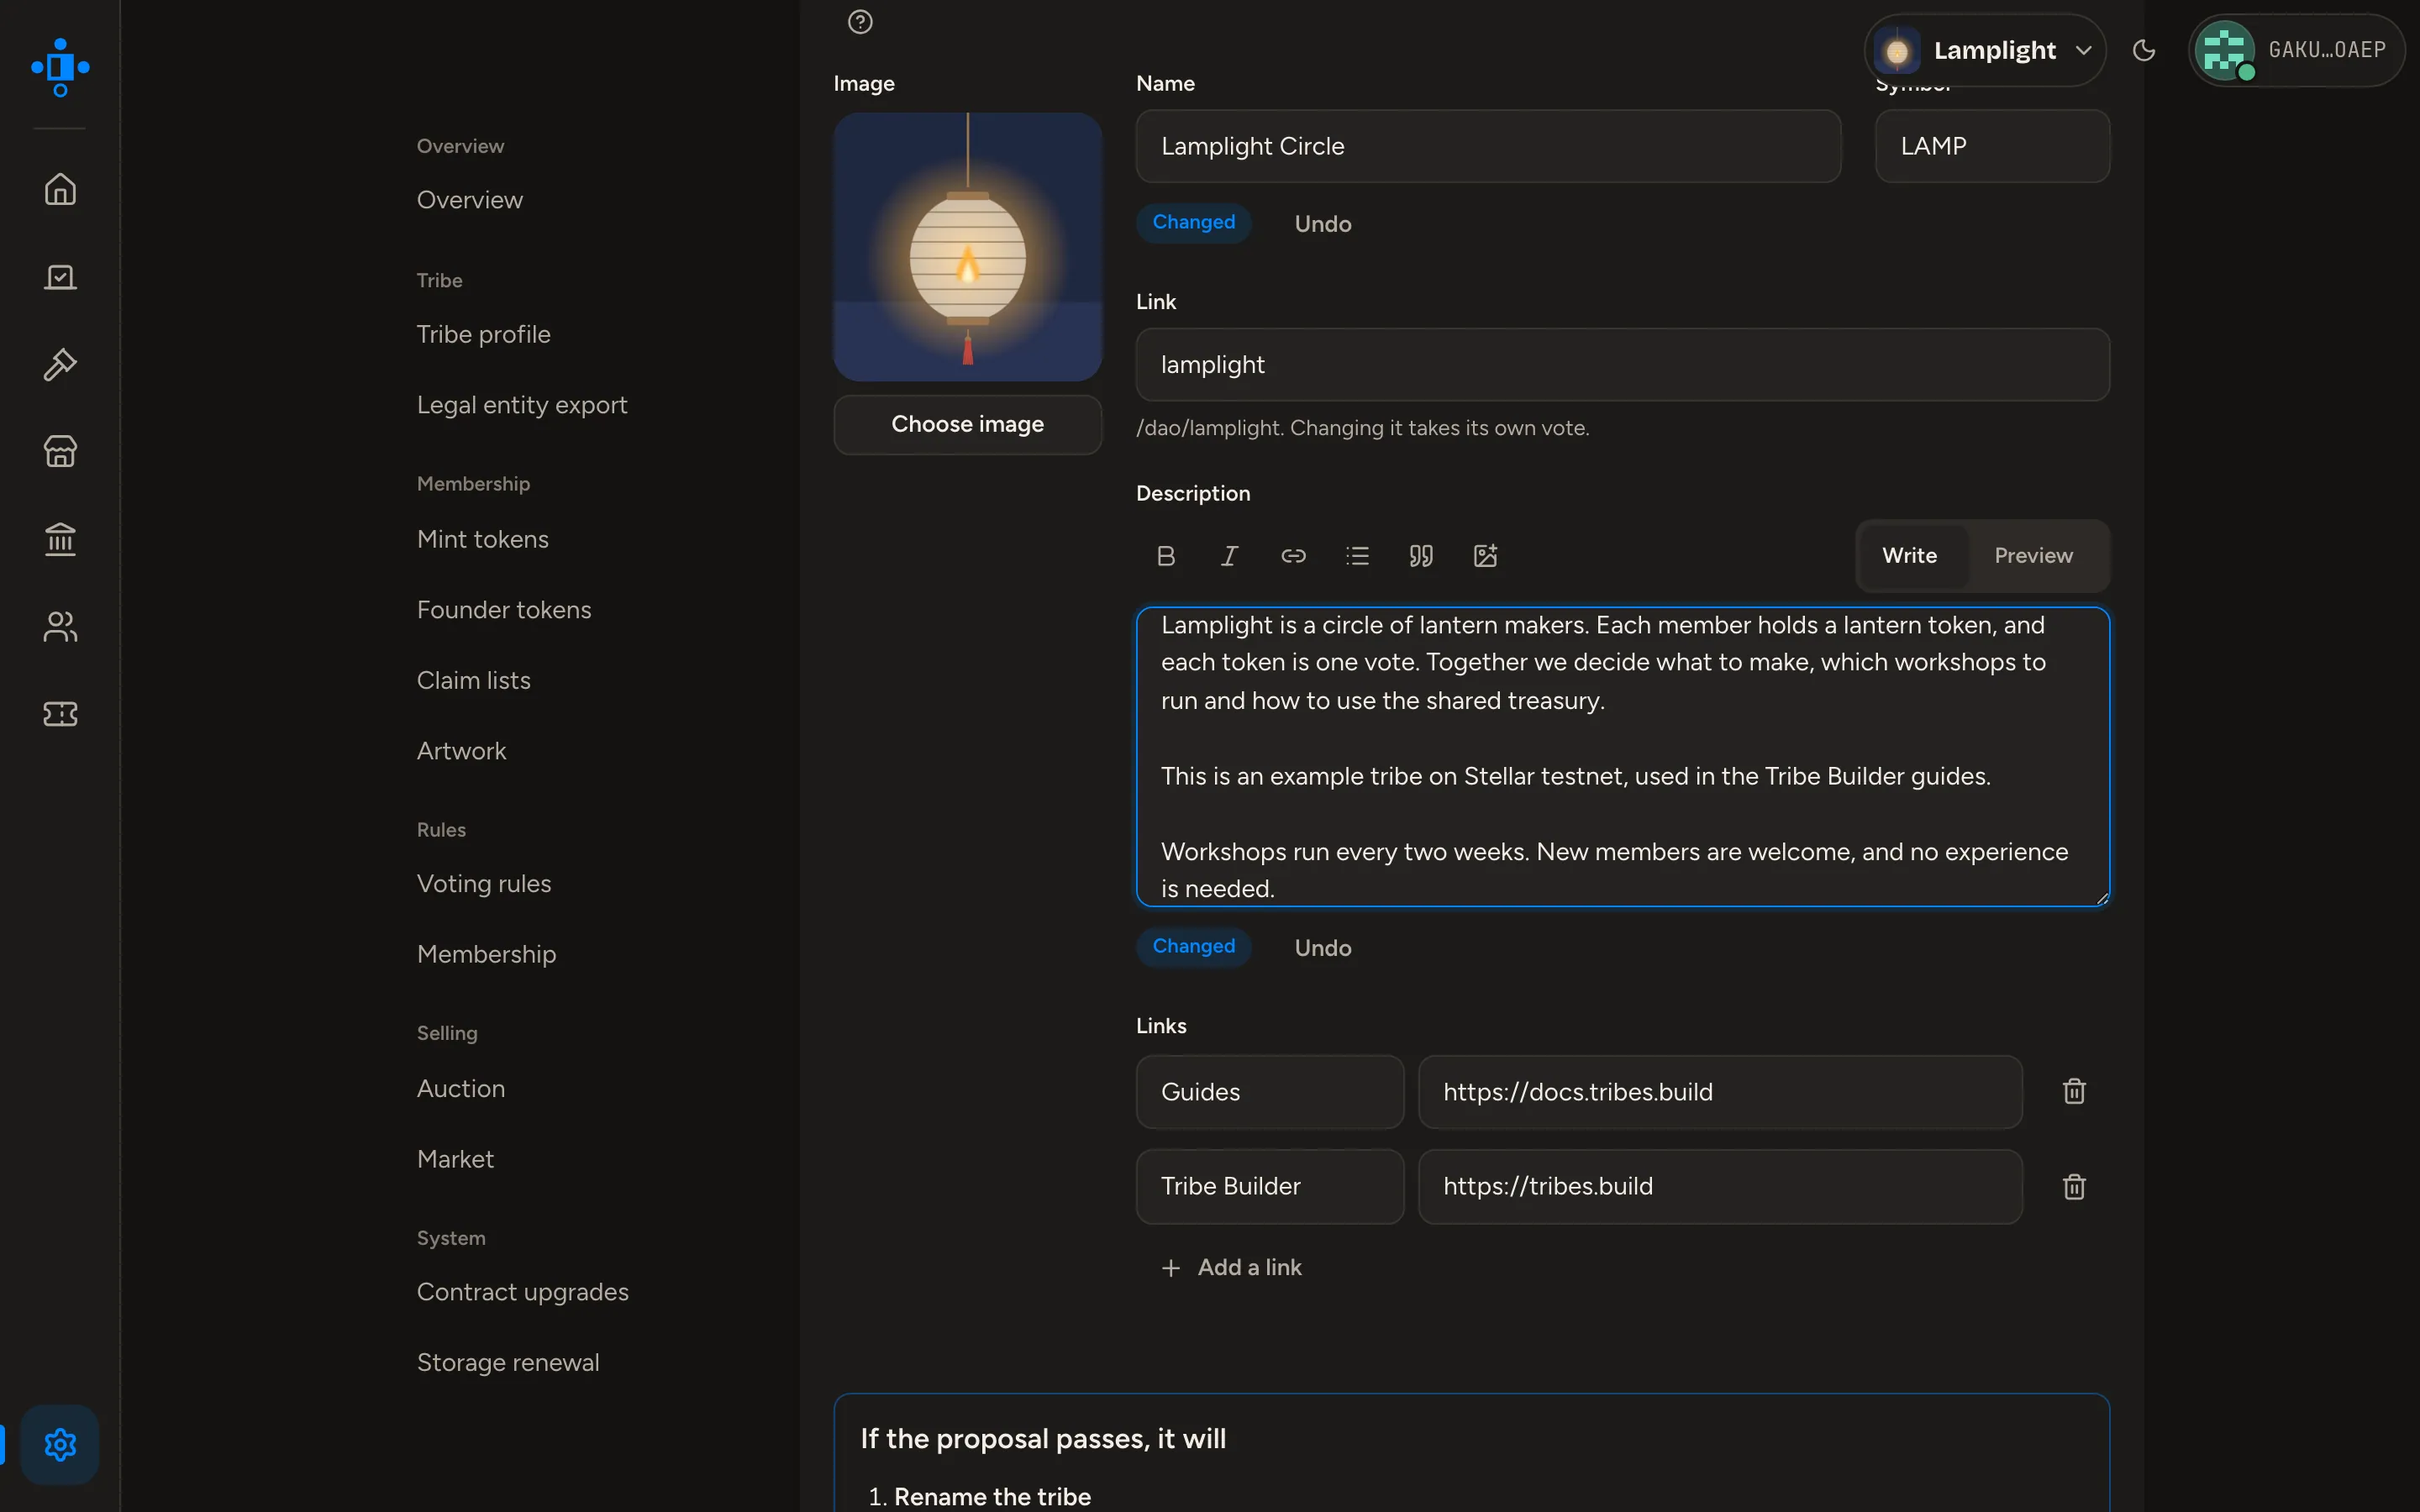 Lamplight
GAKU...OAEP
Overview
Overview
Tribe
Tribe profile
Legal entity export
Membership
Mint tokens
Founder tokens
Claim lists
Artwork
Rules
Voting rules
Membership
Selling
Auction
Market
System
Contract upgrades
Storage renewal
Image
Choose image
Name
Lamplight Circle
Changed
Undo
Symbol
LAMP
Link
lamplight
/dao/lamplight. Changing it takes its own vote.
Description
Write
Preview
Lamplight is a circle of lantern makers. Each member holds a lantern token, and
each token is one vote. Together we decide what to make, which workshops to
run and how to use the shared treasury.
This is an example tribe on Stellar testnet, used in the Tribe Builder guides.
Workshops run every two weeks. New members are welcome, and no experience
is needed.
Changed
Undo
Links
Guides
https://docs.tribes.build
Tribe Builder
https://tribes.build
Add a link
If the proposal passes, it will
1. Rename the tribe